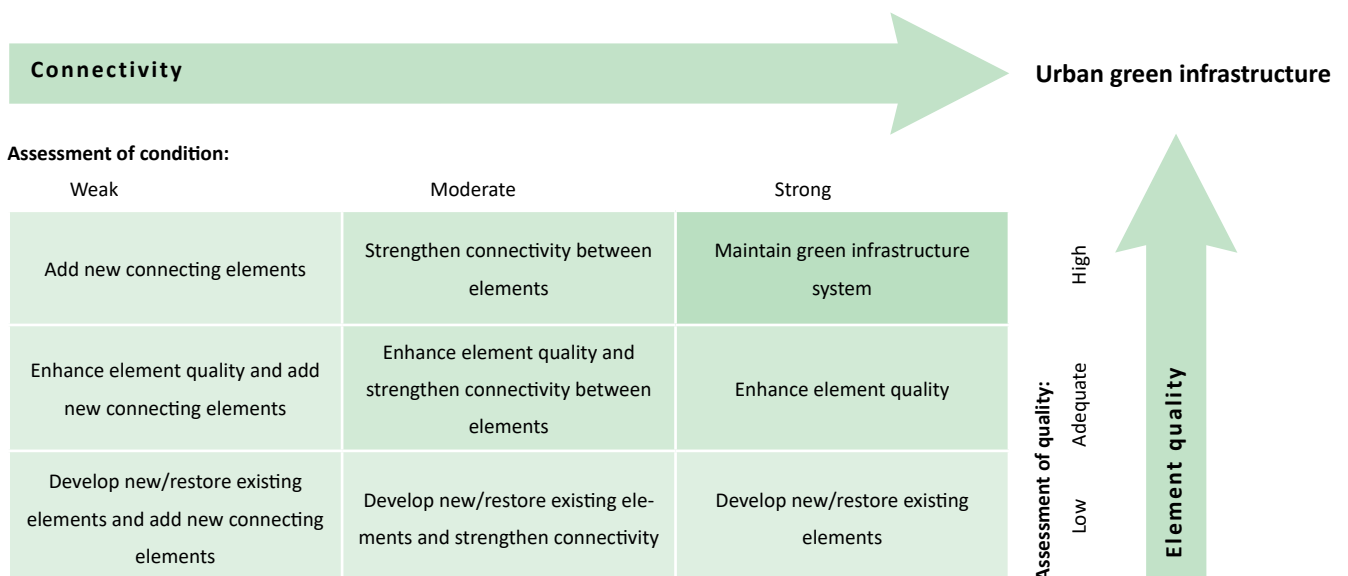 Connectivity
Urban green infrastructure
Assessment of condition:
Weak
Moderate
Strong
Add new connecting elements
Strengthen connectivity between
elements
Maintain green infrastructure
system
High
Enhance element quality and add
new connecting elements
Enhance element quality and
strengthen connectivity between
elements
Enhance element quality
Adequate
Develop new/restore existing
elements and add new connecting
elements
Develop new/restore existing ele-
ments and strengthen connectivity
Develop new/restore existing
elements
Low
Assessment of quality:
Element quality